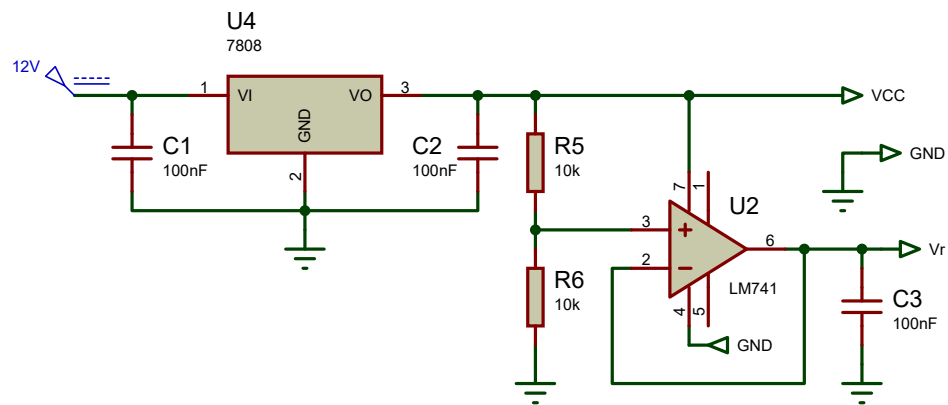 U4
7808
12V
1
VI
VO
3
GND
2
C1
100nF
C2
100nF
R5
10k
VCC
GND
7
1
U2
3
2
6
LM741
4
5
GND
Vr
R6
10k
C3
100nF